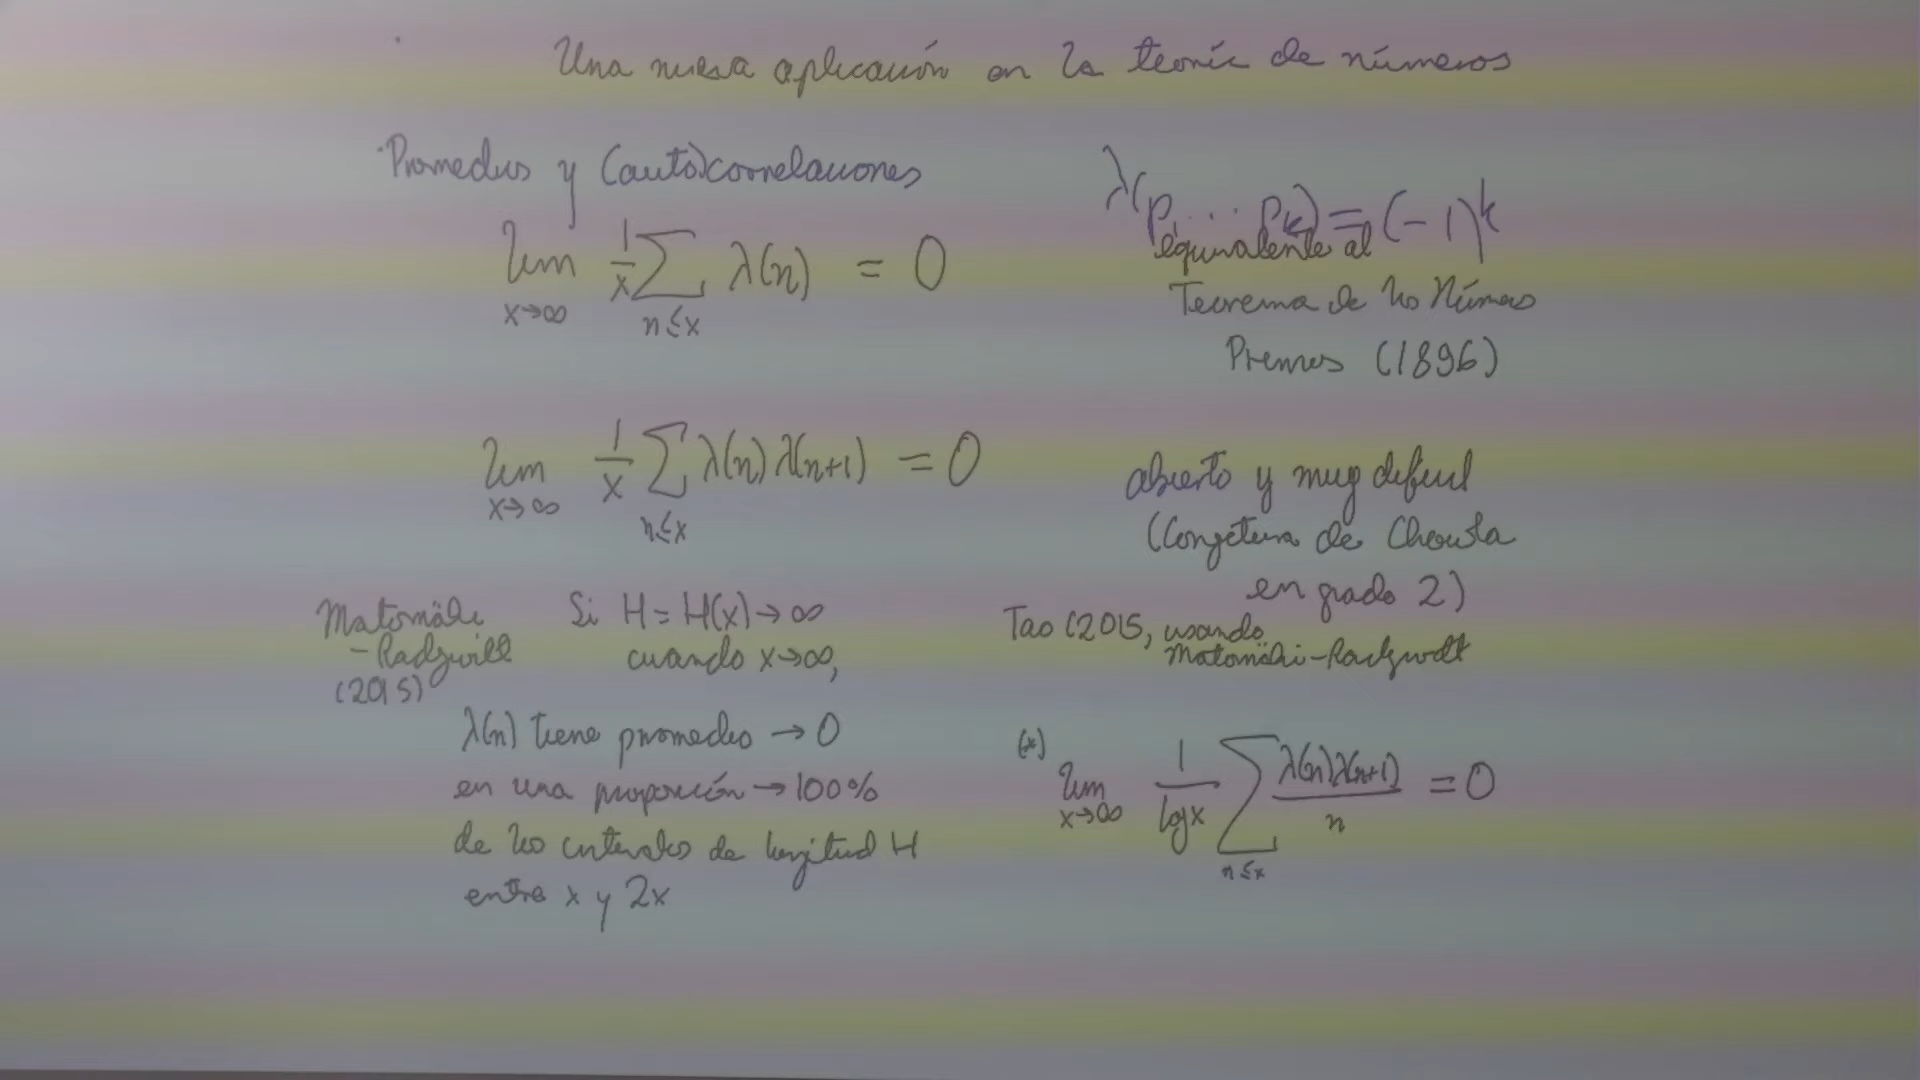 Una nueva aplicación en la teoría de números
Promedios y (auto)correlaciones
λ(p₁...pₖ) = (-1)^k
lim x→∞ 1/x ∑ n≤x λ(n) = 0
equivalente al
Teorema de los Números
Primos (1896)
lim x→∞ 1/x ∑ n≤x λ(n)λ(n+1) = 0
abierto y muy difícil
(Conjetura de Chowla
en grado 2)
Matomäki
-Radziwiłł
(2015)
Si H = H(x) → ∞
cuando x→∞,
λ(n) tiene promedio → 0
en una proporción → 100%
de los intervalos de longitud H
entre x y 2x
Tao (2015, usando
Matomäki-Radziwiłł
(*)
lim x→∞ 1/log x ∑ n≤x λ(n)λ(n+1)/n = 0